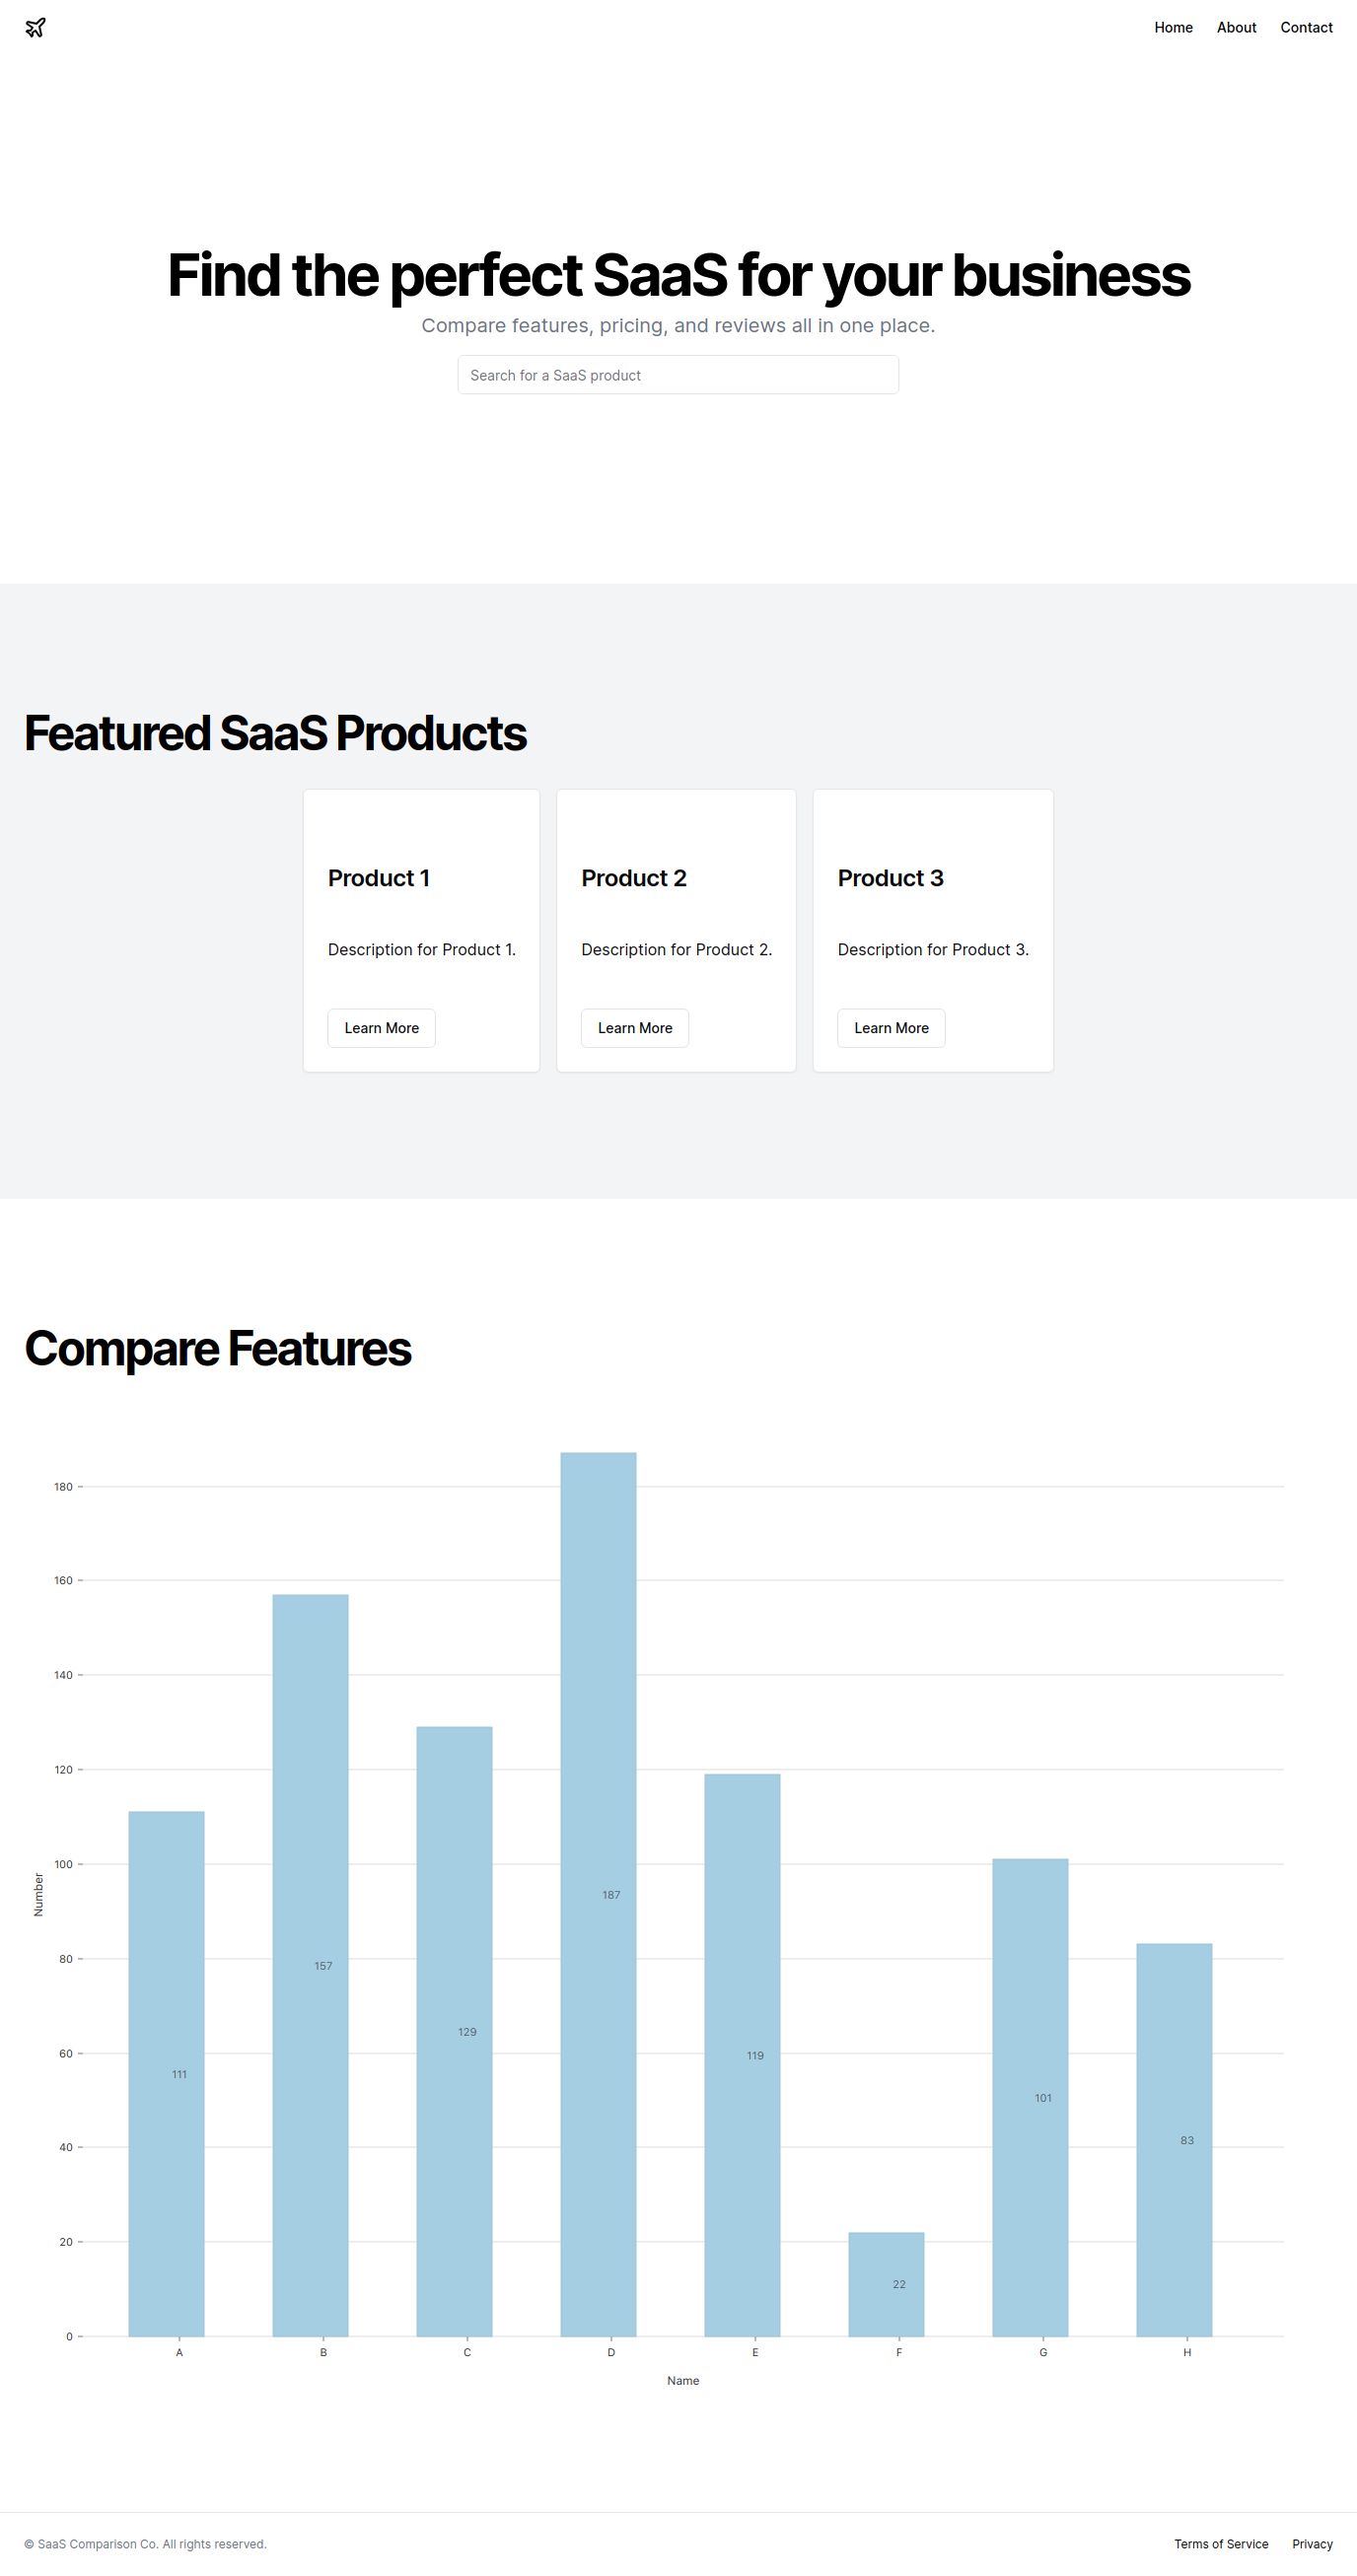 Home About Contact
Find the perfect SaaS for your business
Compare features, pricing, and reviews all in one place.
Search for a SaaS product
Featured SaaS Products
Product 1
Description for Product 1.
Learn More
Product 2
Description for Product 2.
Learn More
Product 3
Description for Product 3.
Learn More
Compare Features
180
160
140
120
100
80
60
40
20
0
Number
111
157
129
187
119
22
101
83
A B C D E F G H
Name
© SaaS Comparison Co. All rights reserved.
Terms of Service Privacy